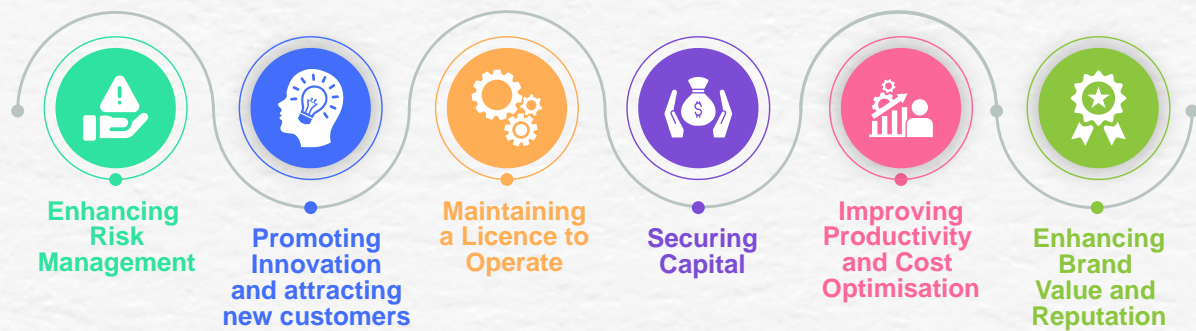 Enhancing
Risk
Management
Promoting
Innovation
and attracting
new customers
Maintaining
a Licence to
Operate
$
Securing
Capital
Improving
Productivity
and Cost
Optimisation
Enhancing
Brand
Value and
Reputation